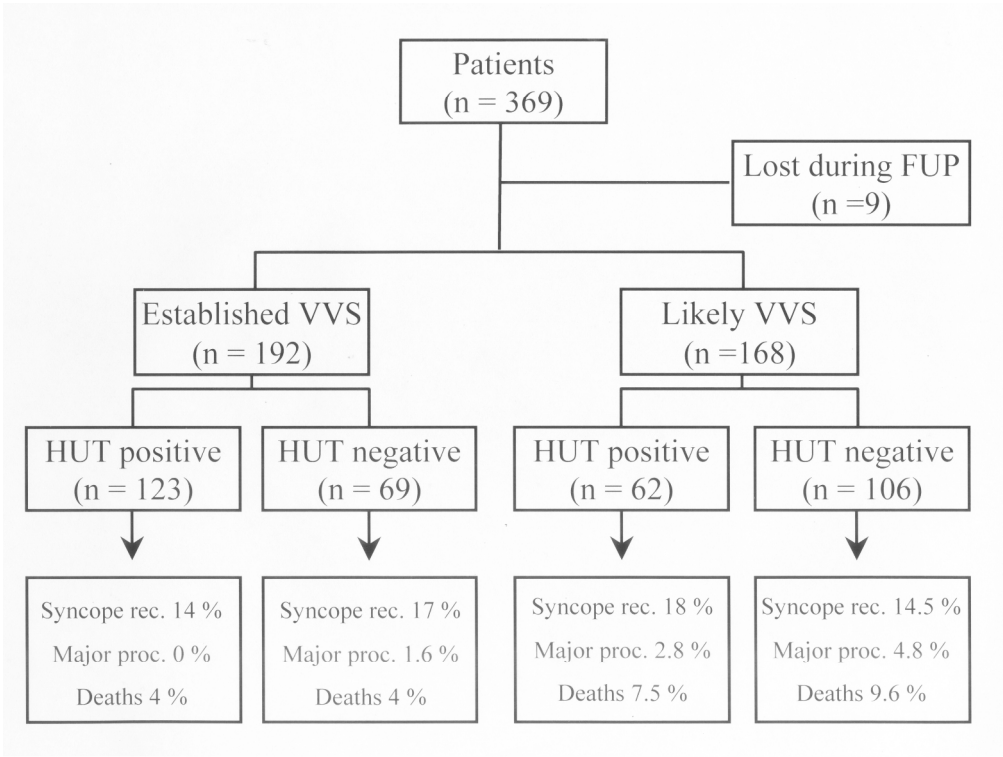 Patients
(n = 369)
Lost during FUP
(n =9)
Established VVS
(n = 192)
Likely VVS
(n =168)
HUT positive
(n = 123)
HUT negative
(n = 69)
HUT positive
(n = 62)
HUT negative
(n = 106)
Syncope rec. 14 %
Major proc. 0 %
Deaths 4 %
Syncope rec. 17 %
Major proc. 1.6 %
Deaths 4 %
Syncope rec. 18 %
Major proc. 2.8 %
Deaths 7.5 %
Syncope rec. 14.5 %
Major proc. 4.8 %
Deaths 9.6 %